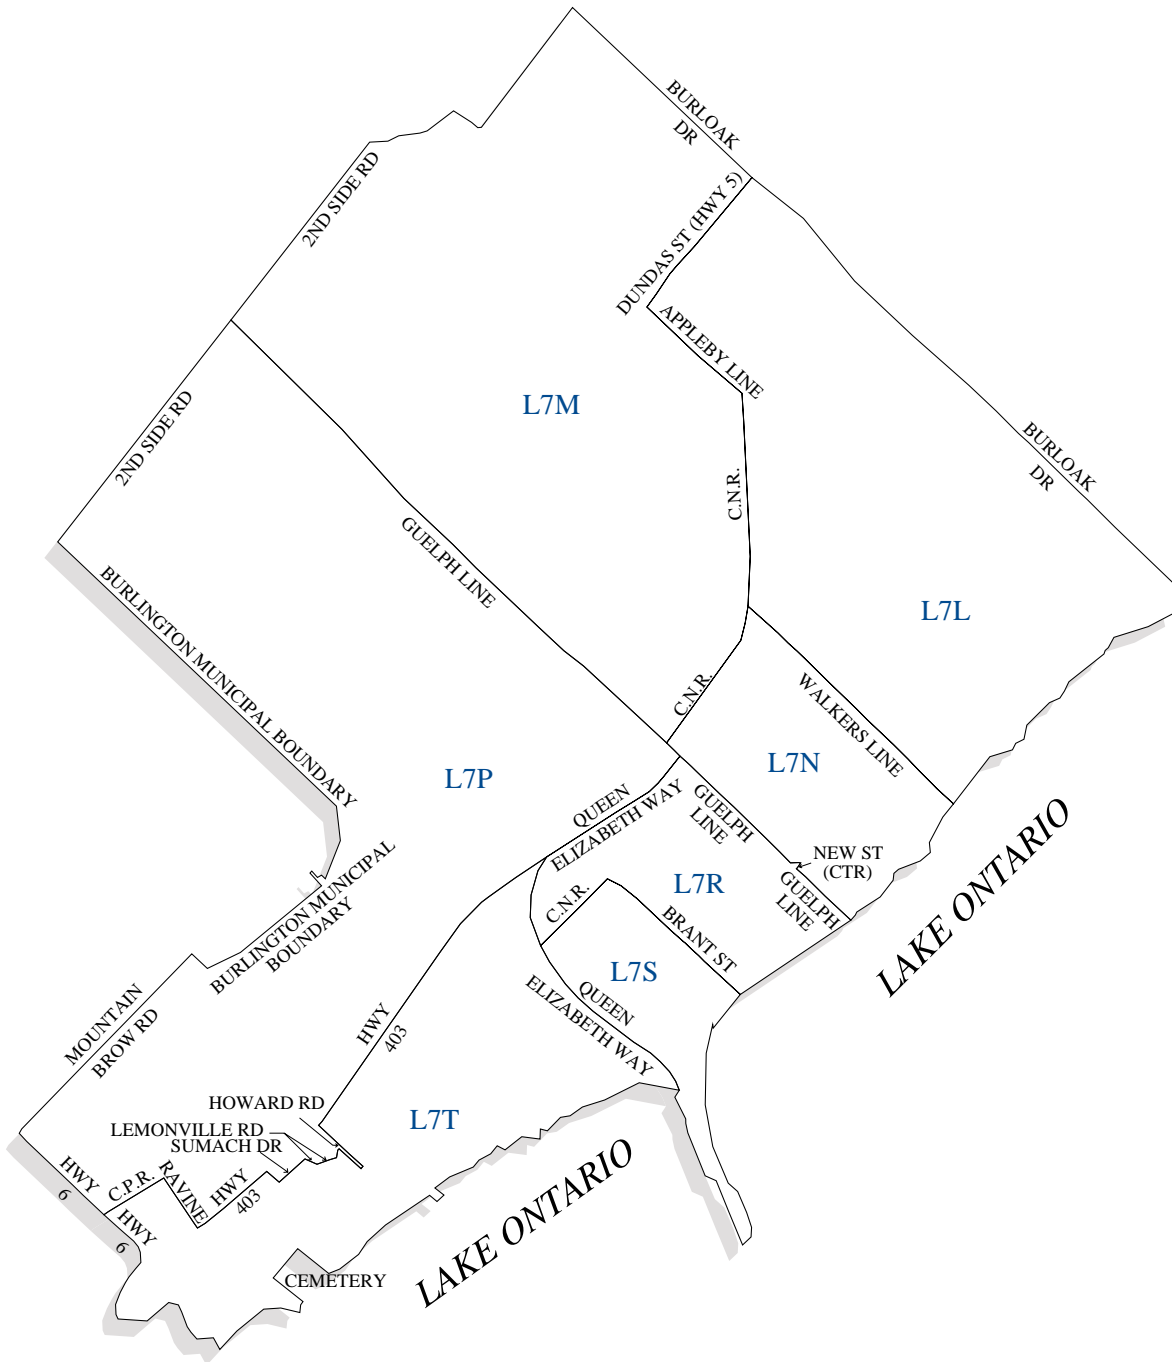 BURLOAK
DR
2ND SIDE RD
DUNDAS ST (HWY 5)
APPLEBY LINE
L7M
2ND SIDE RD
BURLOAK
DR
C.N.R.
GUELPH LINE
BURLINGTON MUNICIPAL BOUNDARY
L7L
C.N.R.
WALKERS LINE
L7P
L7N
QUEEN
ELIZABETH WAY
GUELPH
LINE
NEW ST
(CTR)
GUELPH
LINE
L7R
C.N.R.
BRANT ST
BURLINGTON MUNICIPAL
BOUNDARY
LAKE ONTARIO
L7S
QUEEN
ELIZABETH WAY
MOUNTAIN
BROW RD
HWY
403
HOWARD RD
L7T
LEMONVILLE RD
SUMACH DR
HWY
6
C.P.R.
RAVINE
HWY
403
HWY
6
LAKE ONTARIO
CEMETERY